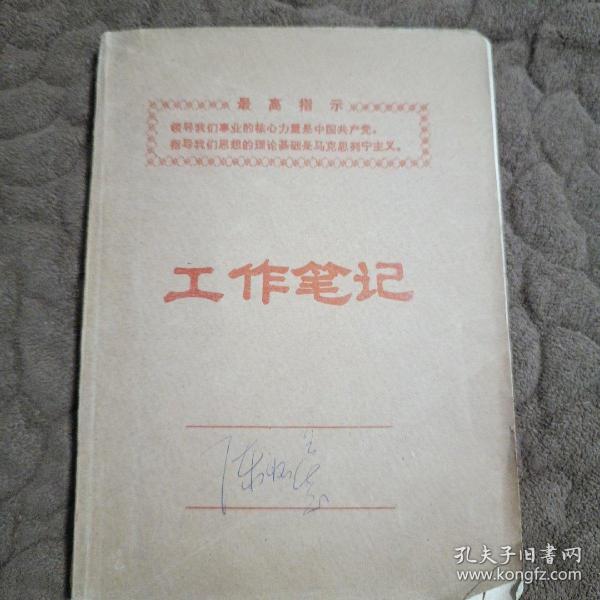 最高指示
领导我们事业的核心力量是中国共产党。
指导我们思想的理论基础是马克思列宁主义。
工作笔记
孔夫子旧书网
www.kongfz.com